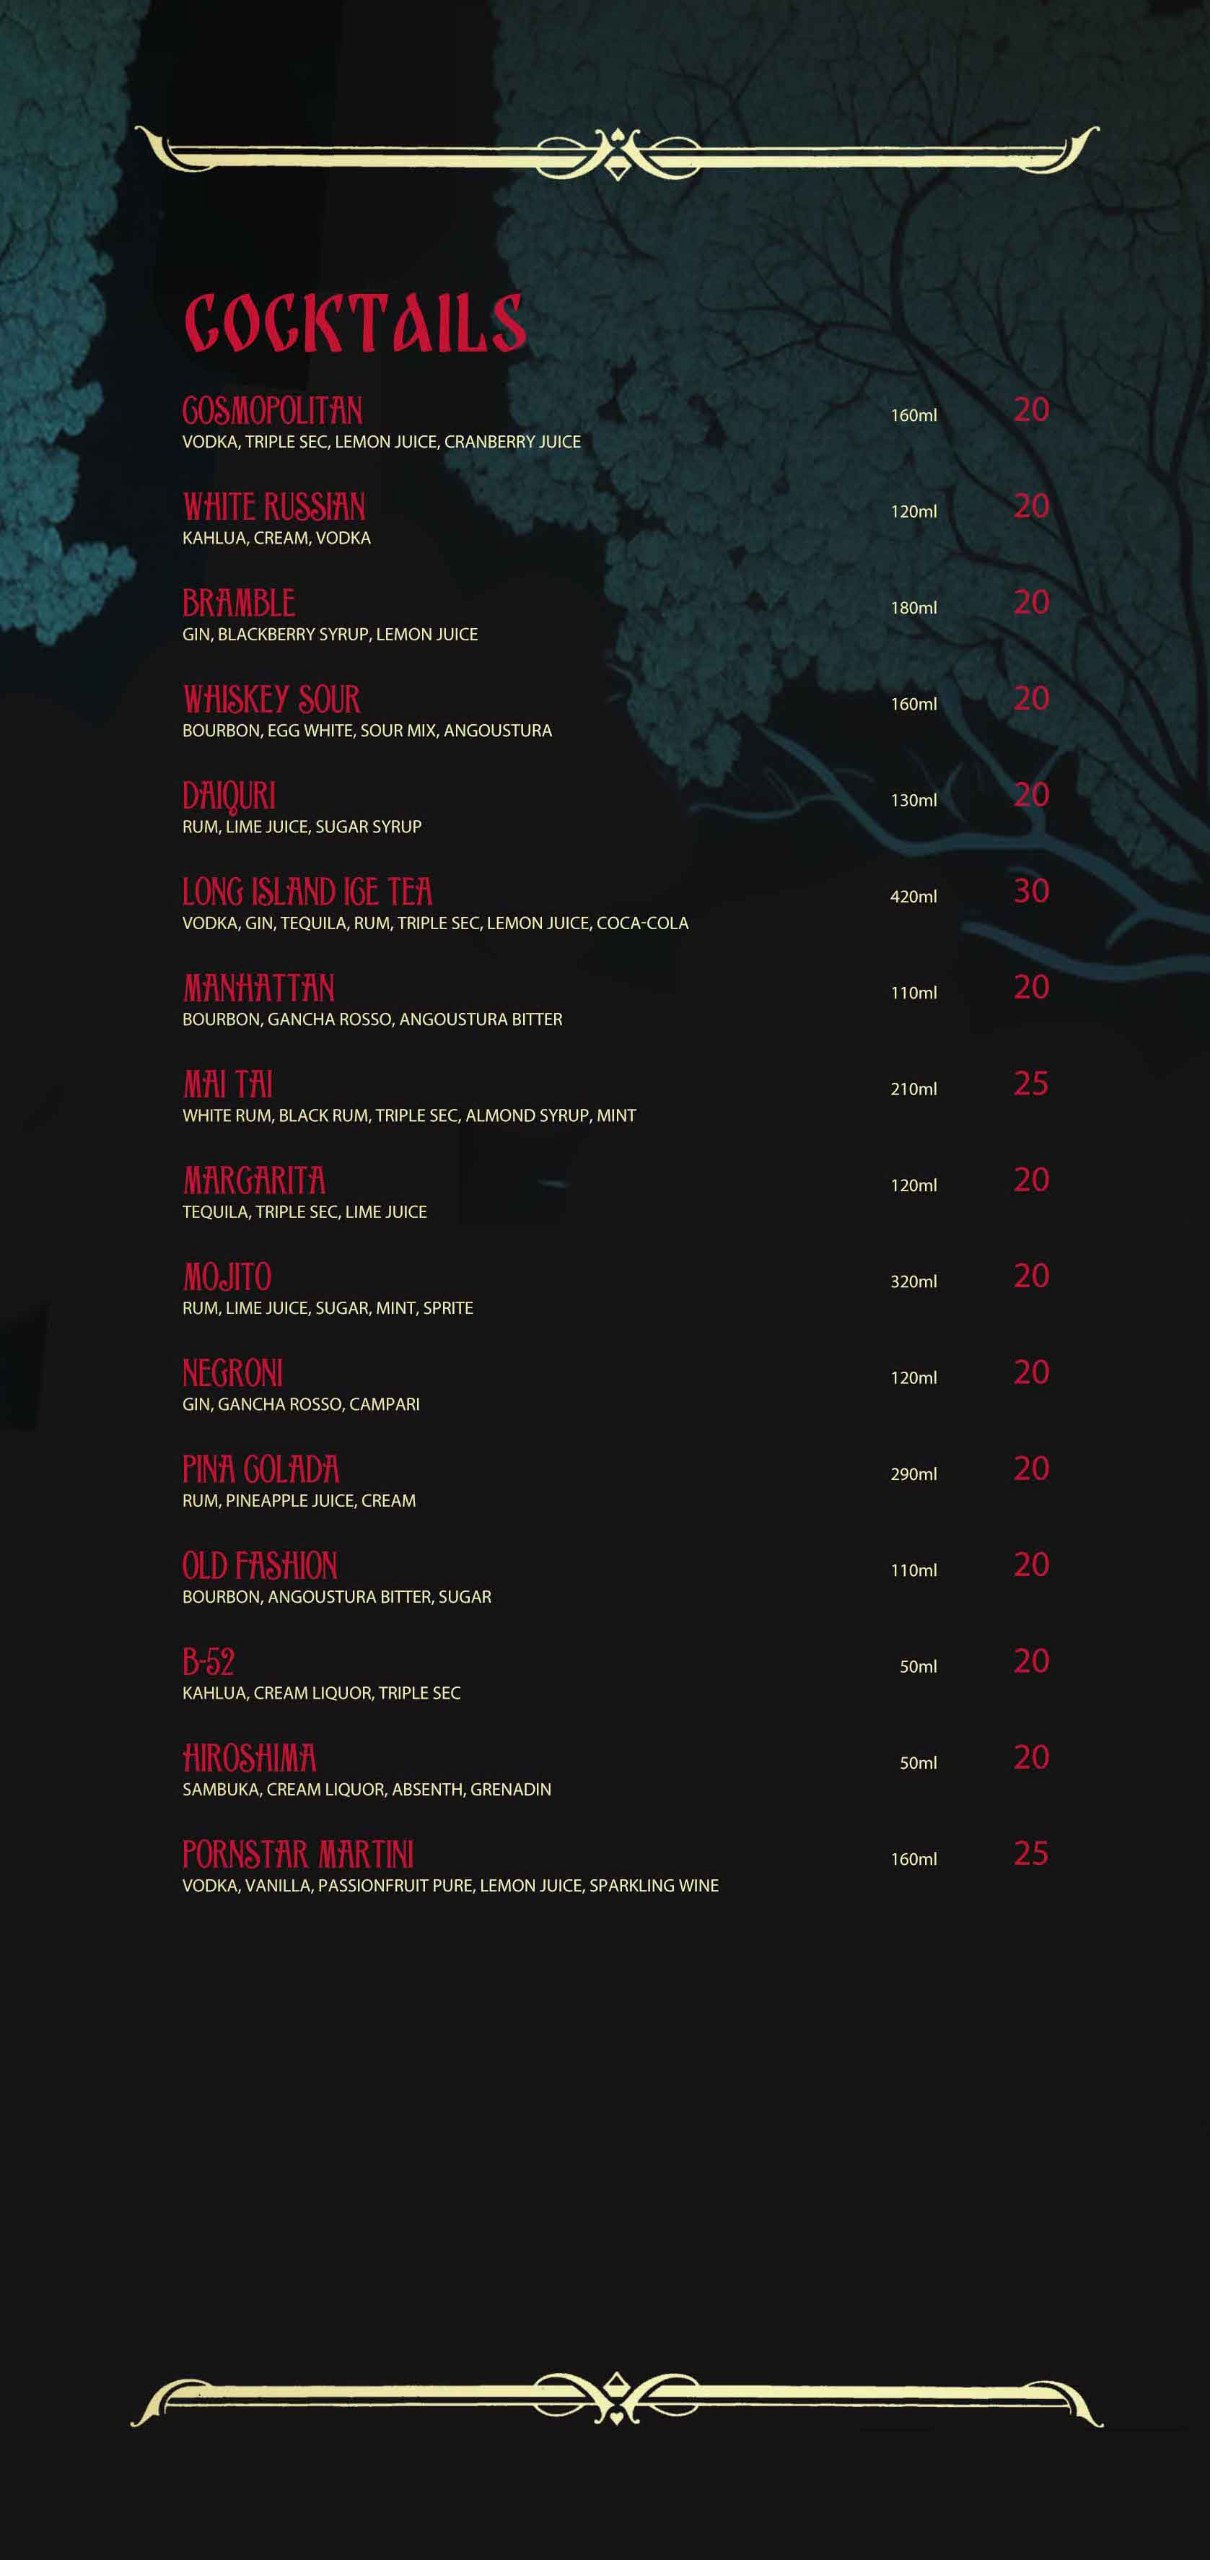 COCKTAILS
COSMOPOLITAN 160ml 20
VODKA, TRIPLE SEC, LEMON JUICE, CRANBERRY JUICE
WHITE RUSSIAN 120ml 20
KAHLUA, CREAM, VODKA
BRAMBLE 180ml 20
GIN, BLACKBERRY SYRUP, LEMON JUICE
WHISKEY SOUR 160ml 20
BOURBON, EGG WHITE, SOUR MIX, ANGOUSTURA
DAIQURI 130ml 20
RUM, LIME JUICE, SUGAR SYRUP
LONG ISLAND ICE TEA 420ml 30
VODKA, GIN, TEQUILA, RUM, TRIPLE SEC, LEMON JUICE, COCA-COLA
MANHATTAN 110ml 20
BOURBON, GANCHA ROSSO, ANGOUSTURA BITTER
MAI TAI 210ml 25
WHITE RUM, BLACK RUM, TRIPLE SEC, ALMOND SYRUP, MINT
MARGARITA 120ml 20
TEQUILA, TRIPLE SEC, LIME JUICE
MOJITO 320ml 20
RUM, LIME JUICE, SUGAR, MINT, SPRITE
NEGRONI 120ml 20
GIN, GANCHA ROSSO, CAMPARI
PINA COLADA 290ml 20
RUM, PINEAPPLE JUICE, CREAM
OLD FASHION 110ml 20
BOURBON, ANGOUSTURA BITTER, SUGAR
B-52 50ml 20
KAHLUA, CREAM LIQUOR, TRIPLE SEC
HIROSHIMA 50ml 20
SAMBUKA, CREAM LIQUOR, ABSENTH, GRENADIN
PORNSTAR MARTINI 160ml 25
VODKA, VANILLA, PASSIONFRUIT PURE, LEMON JUICE, SPARKLING WINE